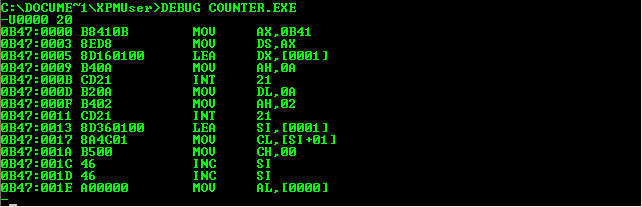 C:\DOCUME~1\XPMUser>DEBUG COUNTER.EXE
-U0000 20
0B47:0000 B8410B MOV AX,0B41
0B47:0003 8ED8 MOV DS,AX
0B47:0005 8D160100 LEA DX,[0001]
0B47:0009 B40A MOV AH,0A
0B47:000B CD21 INT 21
0B47:000D B20A MOV DL,0A
0B47:000F B402 MOV AH,02
0B47:0011 CD21 INT 21
0B47:0013 8D360100 LEA SI,[0001]
0B47:0017 8A4C01 MOV CL,[SI+01]
0B47:001A B500 MOV CH,00
0B47:001C 46 INC SI
0B47:001D 46 INC SI
0B47:001E A00000 MOV AL,[0000]
-